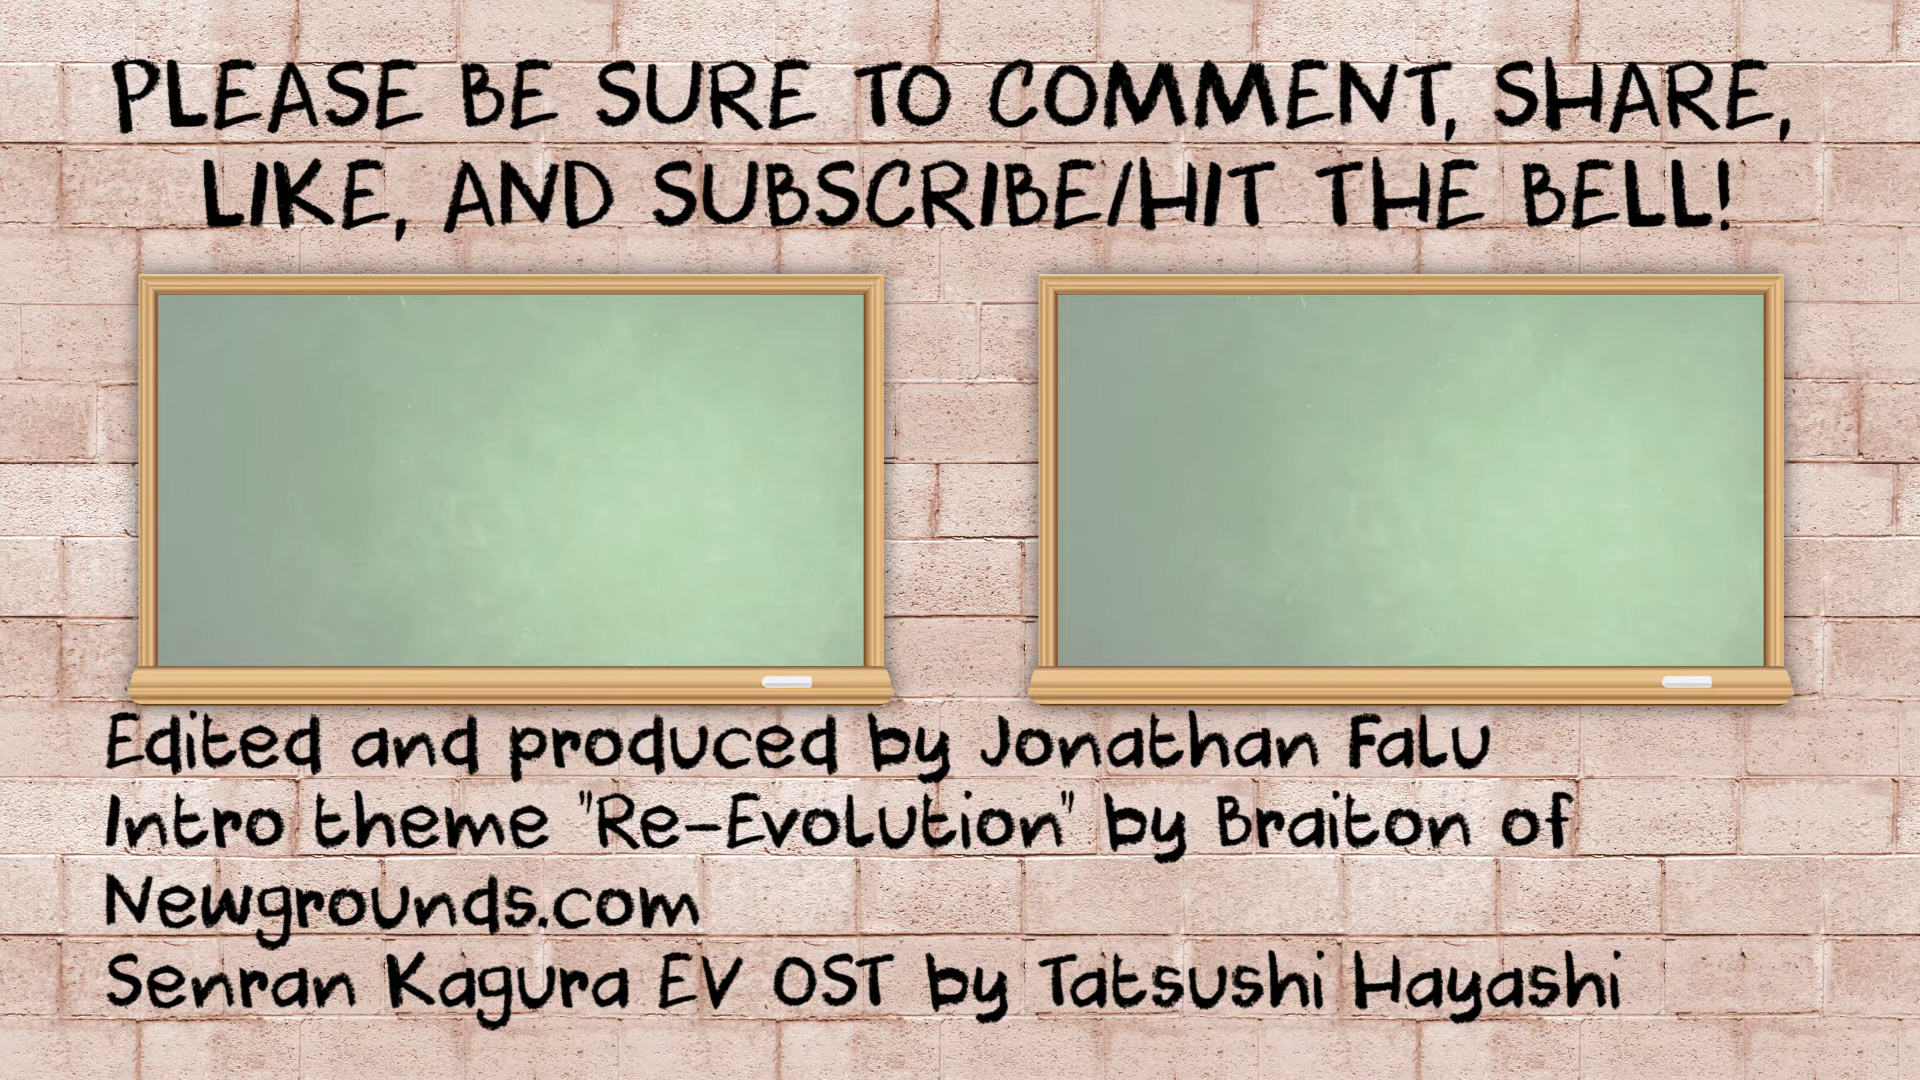 PLEASE BE SURE TO COMMENT, SHARE,
LIKE, AND SUBSCRIBE/HIT THE BELL!
Edited and produced by Jonathan Falu
Intro theme "Re-Evolution" by Braiton of
Newgrounds.com
Senran Kagura EV OST by Tatsushi Hayashi